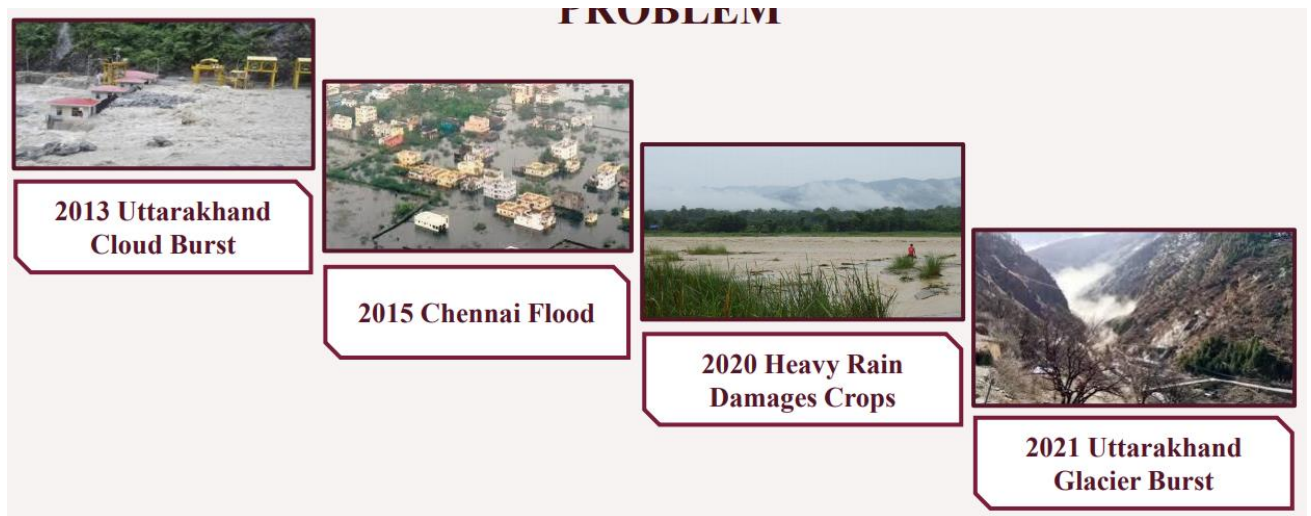 PROBLEM
2013 Uttarakhand
Cloud Burst
2015 Chennai Flood
2020 Heavy Rain
Damages Crops
2021 Uttarakhand
Glacier Burst